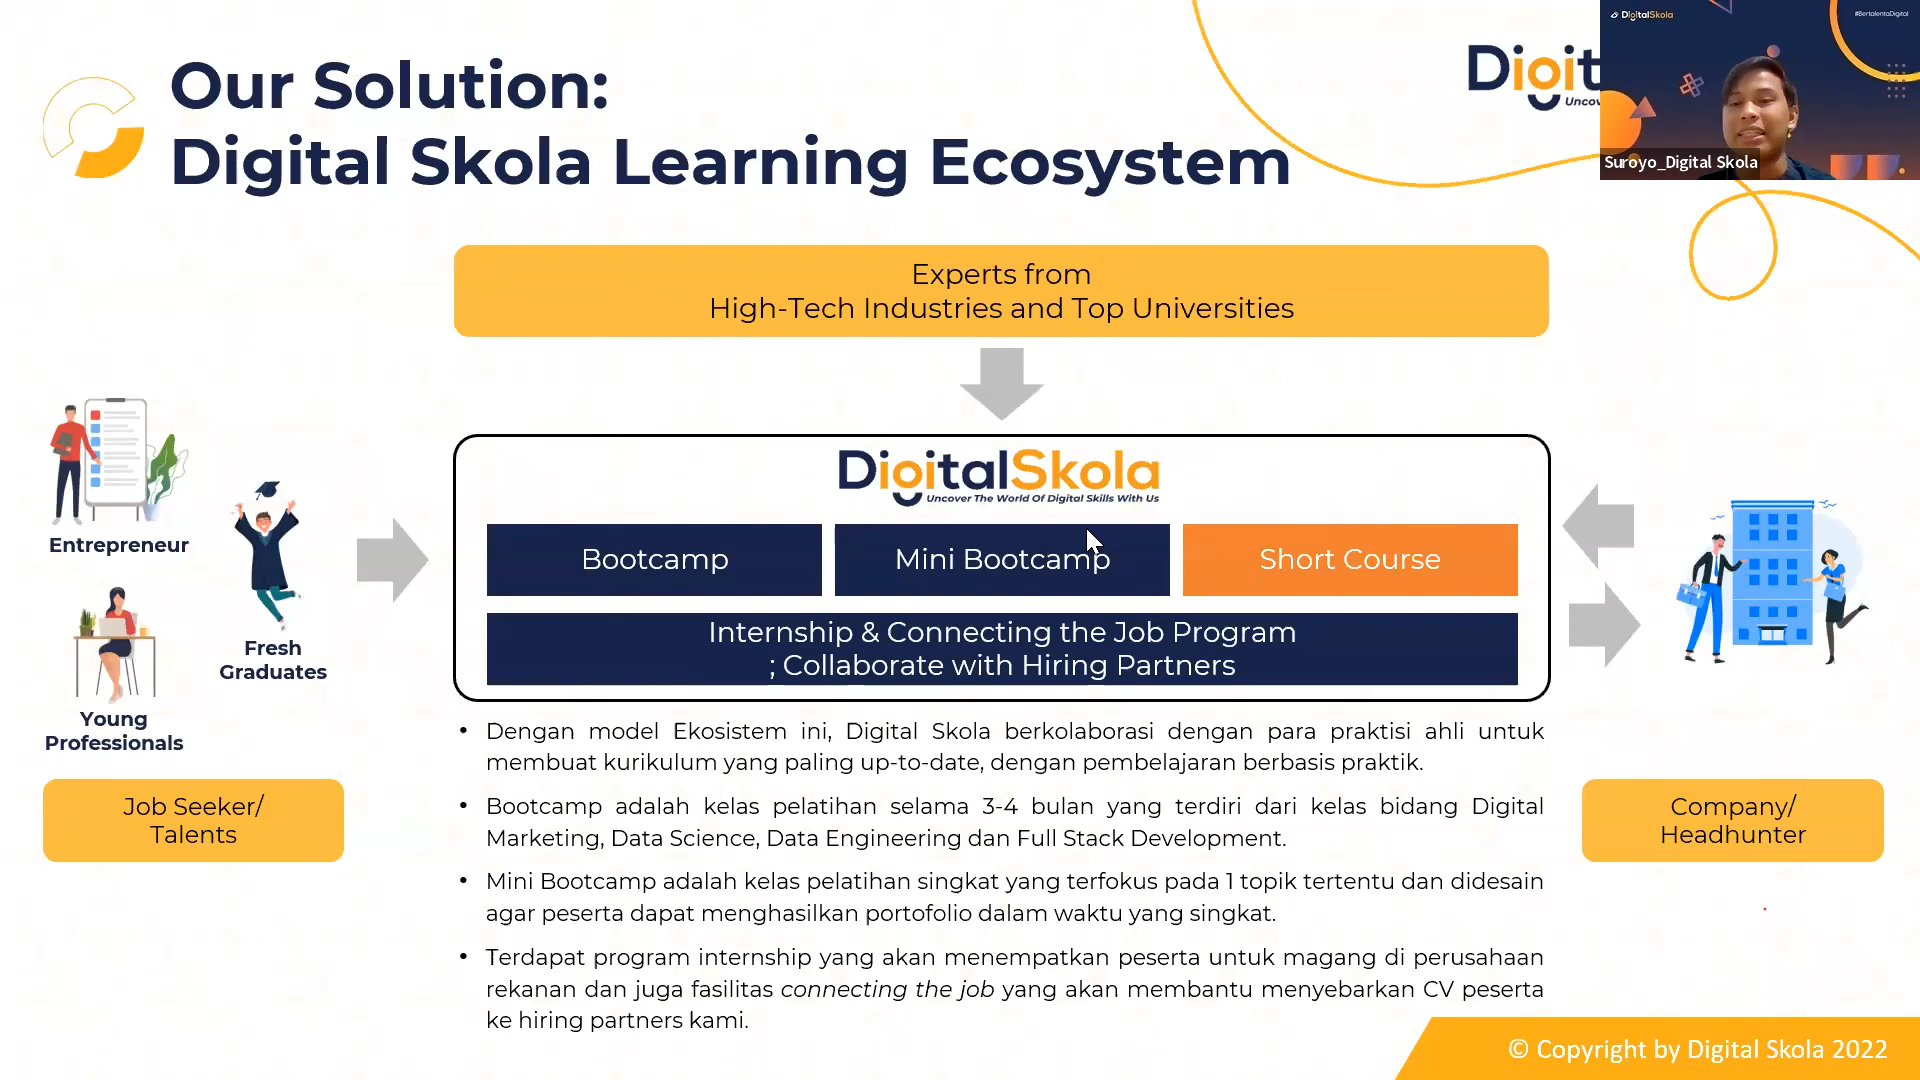 Our Solution:
Digital Skola Learning Ecosystem
Digit
Uncov
DigitalSkola
#BertalentaDigital
Suroyo_Digital Skola
Experts from
High-Tech Industries and Top Universities
DigitalSkola
Uncover The World Of Digital Skills With Us
Bootcamp
Mini Bootcamp
Short Course
Internship & Connecting the Job Program
; Collaborate with Hiring Partners
Entrepreneur
Fresh
Graduates
Young
Professionals
Job Seeker/
Talents
Company/
Headhunter
• Dengan model Ekosistem ini, Digital Skola berkolaborasi dengan para praktisi ahli untuk
membuat kurikulum yang paling up-to-date, dengan pembelajaran berbasis praktik.
• Bootcamp adalah kelas pelatihan selama 3-4 bulan yang terdiri dari kelas bidang Digital
Marketing, Data Science, Data Engineering dan Full Stack Development.
• Mini Bootcamp adalah kelas pelatihan singkat yang terfokus pada 1 topik tertentu dan didesain
agar peserta dapat menghasilkan portofolio dalam waktu yang singkat.
• Terdapat program internship yang akan menempatkan peserta untuk magang di perusahaan
rekanan dan juga fasilitas connecting the job yang akan membantu menyebarkan CV peserta
ke hiring partners kami.
© Copyright by Digital Skola 2022